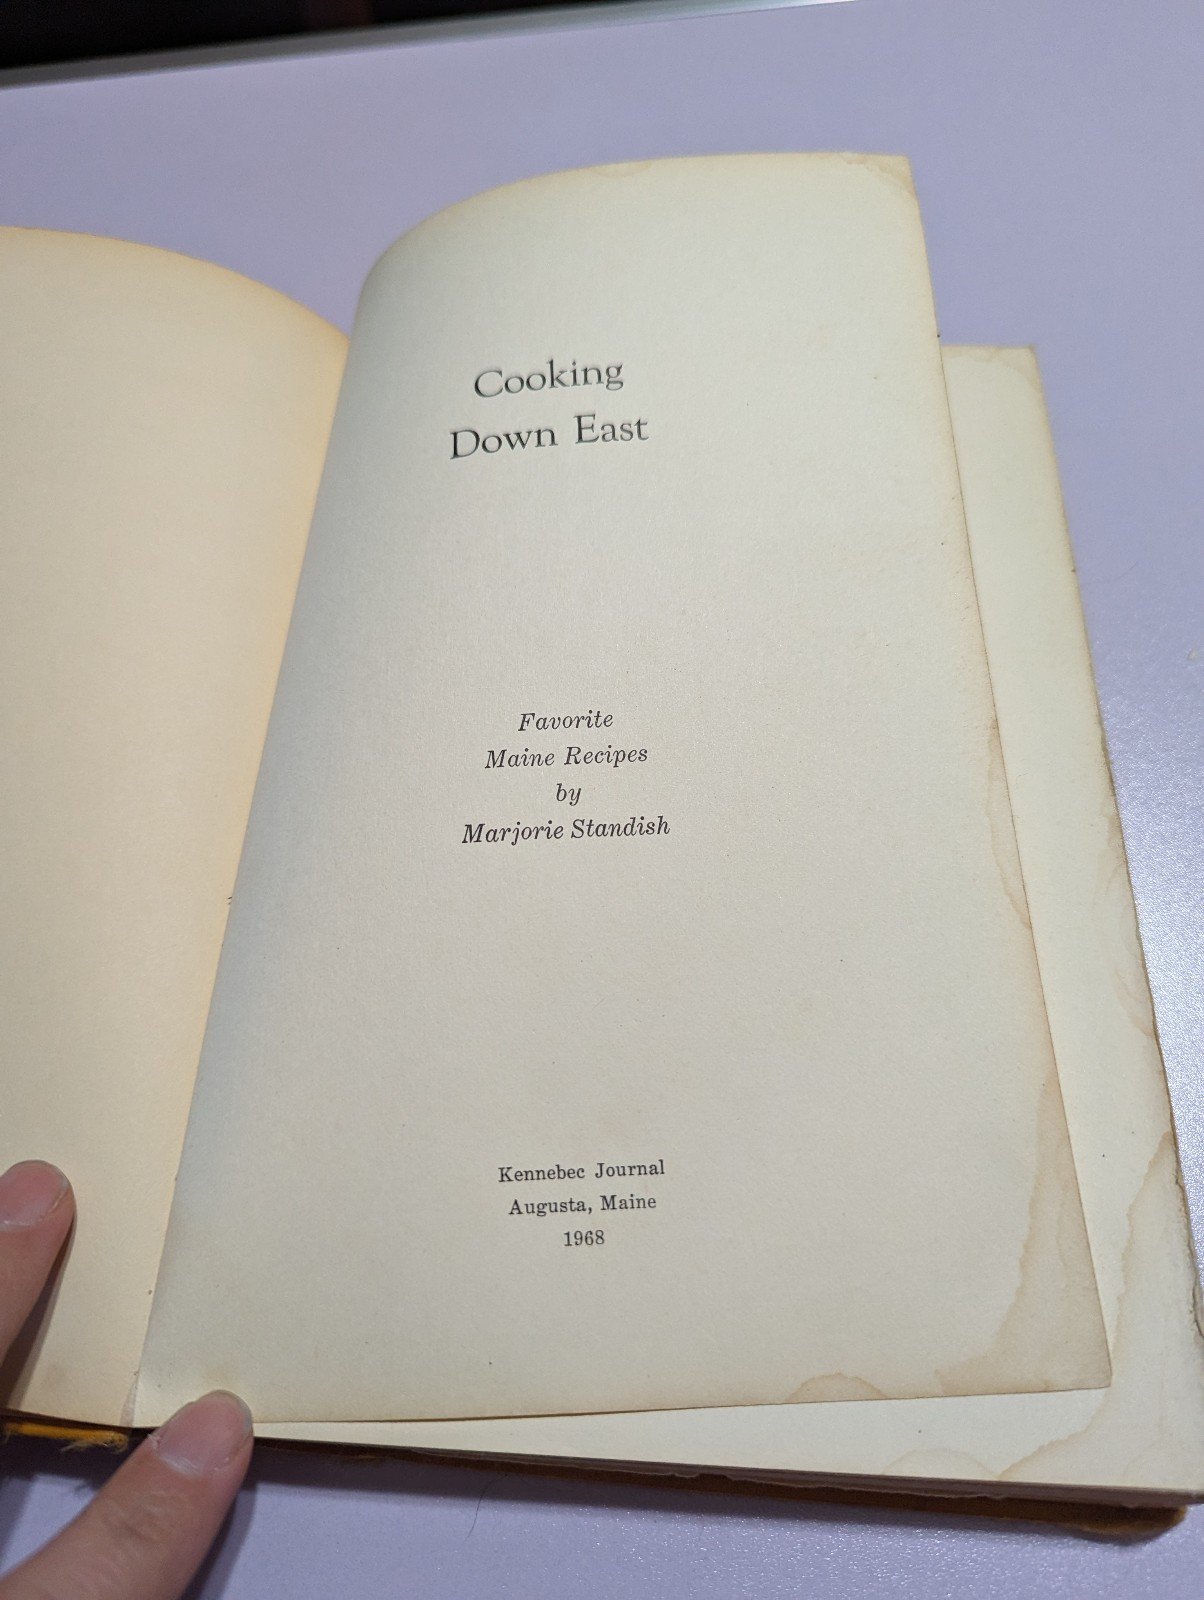 Cooking
Down East
Favorite
Maine Recipes
by
Marjorie Standish
Kennebec Journal
Augusta, Maine
1968